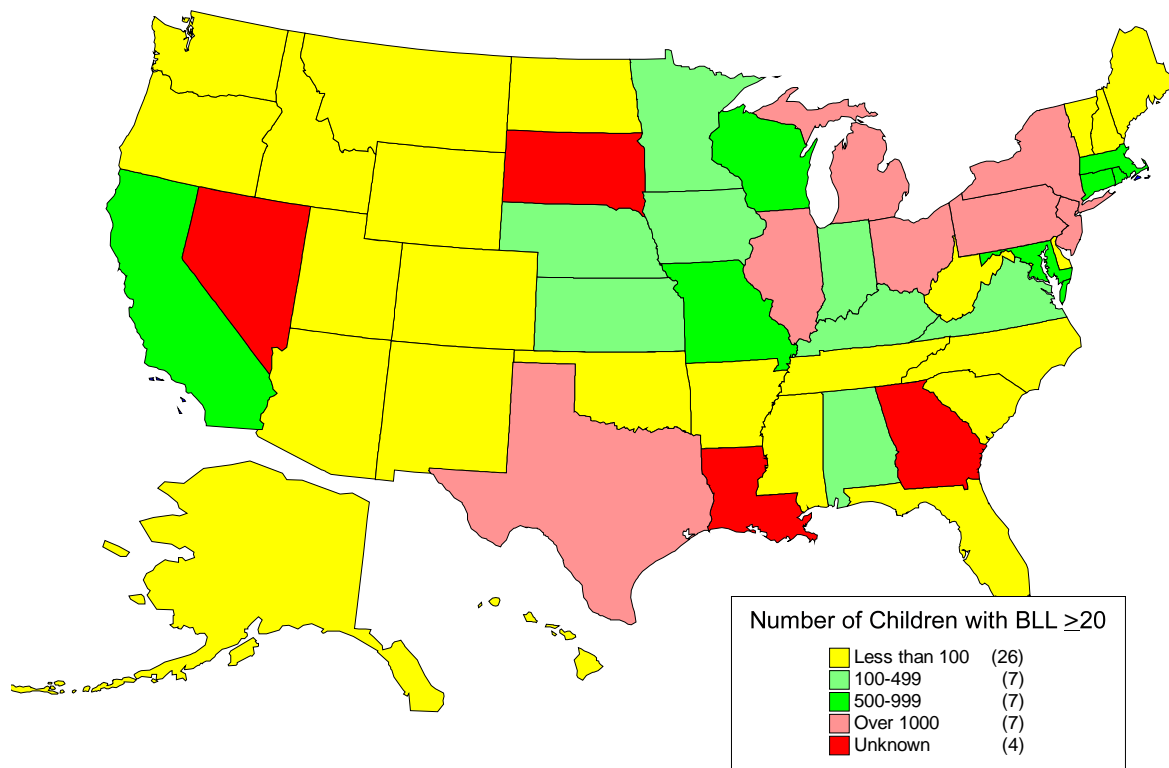 Number of Children with BLL ≥20
Less than 100 (26)
100-499 (7)
500-999 (7)
Over 1000 (7)
Unknown (4)